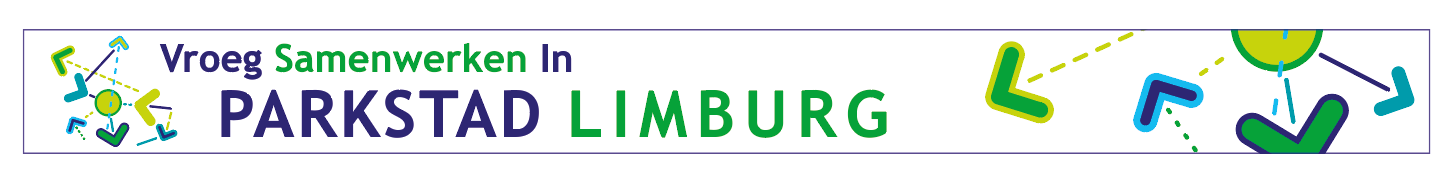 Vroeg Samenwerken In
PARKSTAD LIMBURG